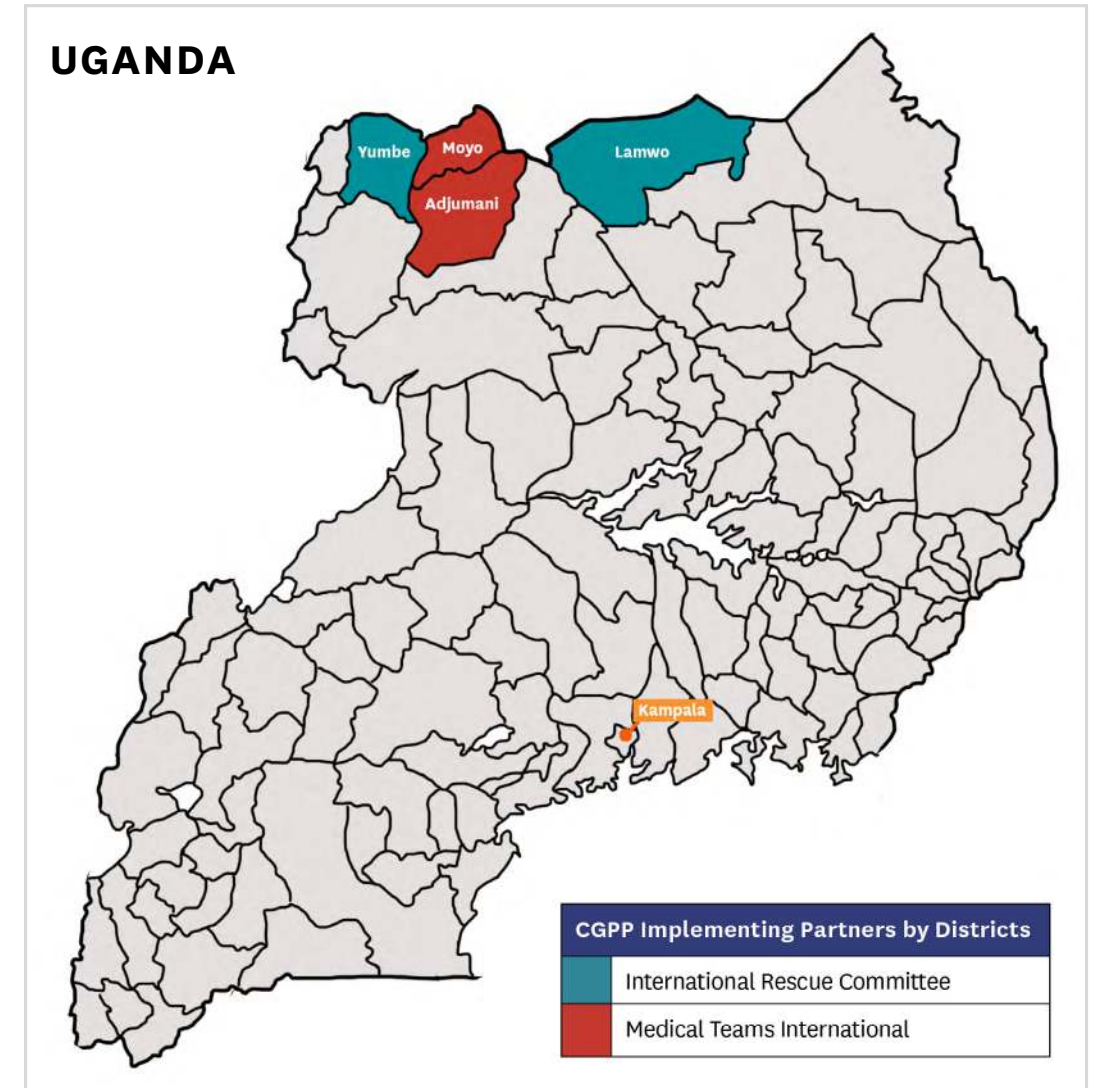 UGANDA
Yumbe
Moyo
Lamwo
Adjumani
Kampala
CGPP Implementing Partners by Districts
International Rescue Committee
Medical Teams International